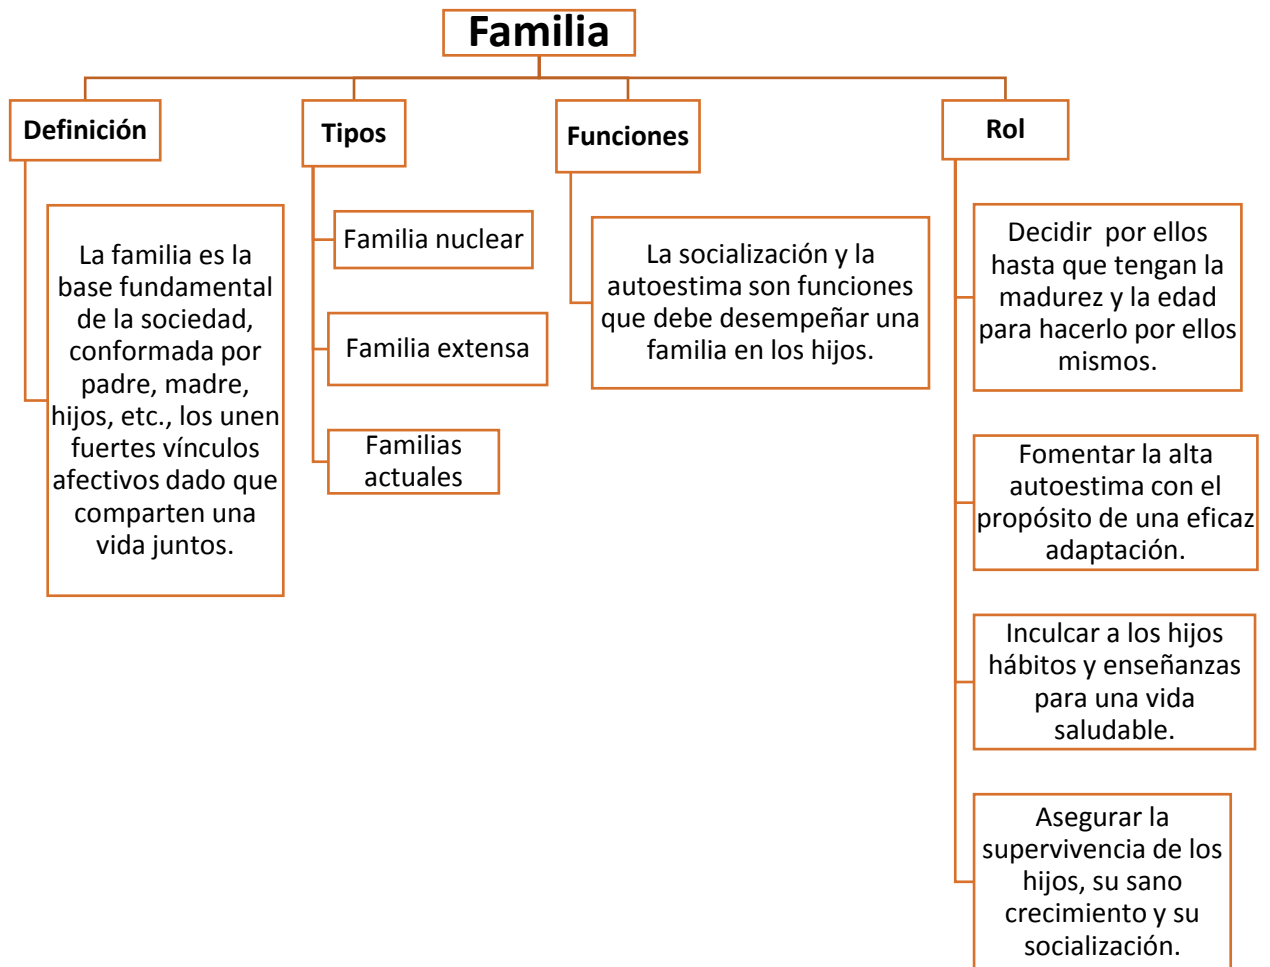 Familia
Definición
La familia es la
base fundamental
de la sociedad,
conformada por
padre, madre,
hijos, etc., los unen
fuertes vínculos
afectivos dado que
comparten una
vida juntos.
Tipos
Familia nuclear
Familia extensa
Familias
actuales
Funciones
La socialización y la
autoestima son funciones
que debe desempeñar una
familia en los hijos.
Rol
Decidir  por ellos
hasta que tengan la
madurez y la edad
para hacerlo por ellos
mismos.
Fomentar la alta
autoestima con el
propósito de una eficaz
adaptación.
Inculcar a los hijos
hábitos y enseñanzas
para una vida
saludable.
Asegurar la
supervivencia de los
hijos, su sano
crecimiento y su
socialización.